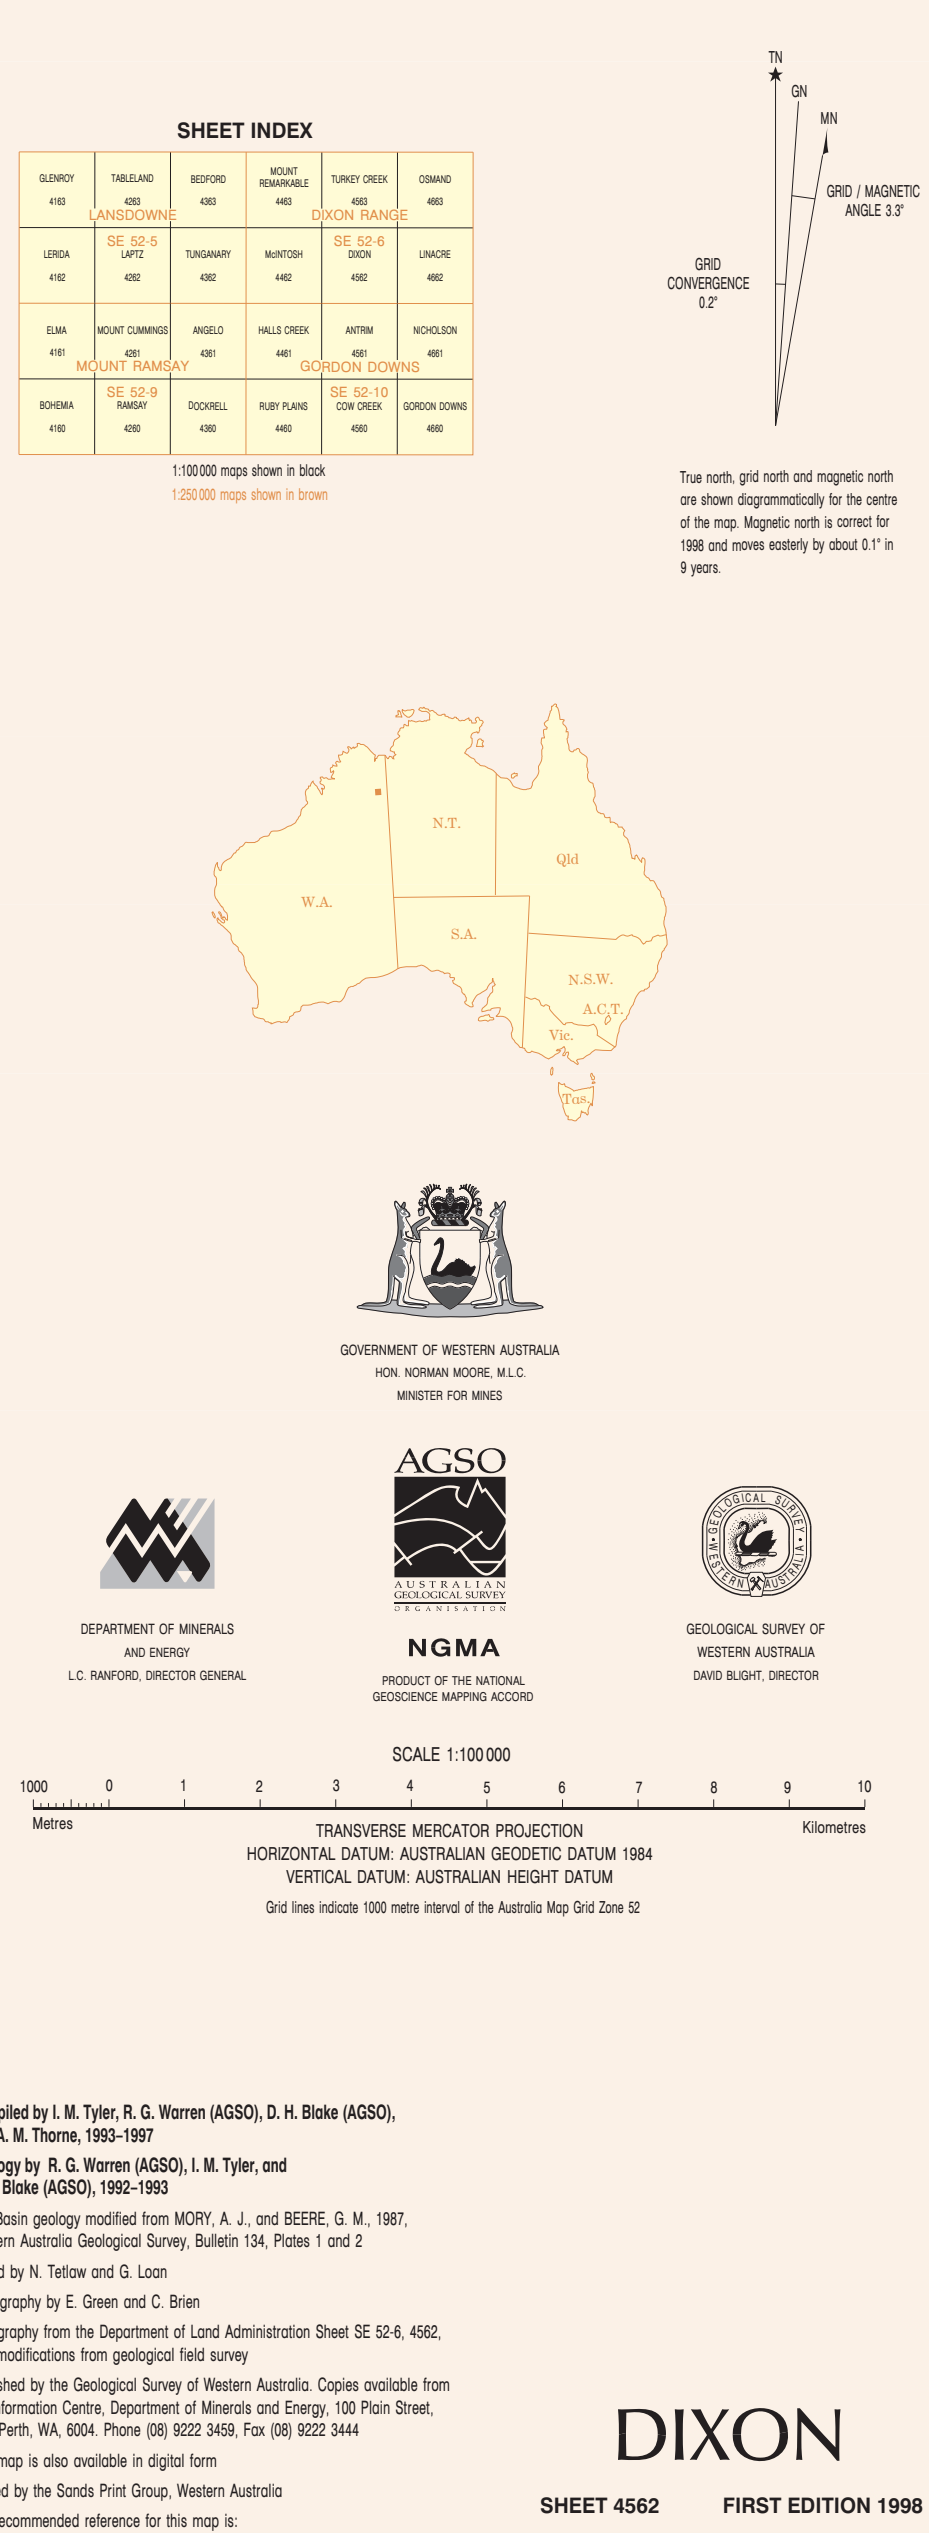 TN
GN
MN
GRID / MAGNETIC
ANGLE 3.3°
GRID
CONVERGENCE
0.2°
True north, grid north and magnetic north
are shown diagrammatically for the centre
of the map. Magnetic north is correct for
1998 and moves easterly by about 0.1° in
9 years.
SHEET INDEX
GLENROY TABLELAND BEDFORD MOUNT REMARKABLE TURKEY CREEK OSMAND
4163 4263 4363 4463 4563 4663
LANSDOWNE DIXON RANGE
SE 52-5 SE 52-6
LERIDA LAPTZ TUNGANARY McINTOSH DIXON LINACRE
4162 4262 4362 4462 4562 4662
ELMA MOUNT CUMMINGS ANGELO HALLS CREEK ANTRIM NICHOLSON
4161 4261 4361 4461 4561 4661
MOUNT RAMSAY GORDON DOWNS
SE 52-9 SE 52-10
BOHEMIA RAMSAY DOCKRELL RUBY PLAINS COW CREEK GORDON DOWNS
4160 4260 4360 4460 4560 4660
1:100 000 maps shown in black
1:250 000 maps shown in brown
N.T.
Qld
W.A.
S.A.
N.S.W.
A.C.T.
Vic.
Tas.
GOVERNMENT OF WESTERN AUSTRALIA
HON. NORMAN MOORE, M.L.C.
MINISTER FOR MINES
DEPARTMENT OF MINERALS
AND ENERGY
L.C. RANFORD, DIRECTOR GENERAL
AGSO
AUSTRALIAN
GEOLOGICAL SURVEY
ORGANISATION
NGMA
PRODUCT OF THE NATIONAL
GEOSCIENCE MAPPING ACCORD
GEOLOGICAL SURVEY
WESTERN AUSTRALIA
GEOLOGICAL SURVEY OF
WESTERN AUSTRALIA
DAVID BLIGHT, DIRECTOR
SCALE 1:100 000
1000 0 1 2 3 4 5 6 7 8 9 10
Metres Kilometres
TRANSVERSE MERCATOR PROJECTION
HORIZONTAL DATUM: AUSTRALIAN GEODETIC DATUM 1984
VERTICAL DATUM: AUSTRALIAN HEIGHT DATUM
Grid lines indicate 1000 metre interval of the Australia Map Grid Zone 52
piled by I. M. Tyler, R. G. Warren (AGSO), D. H. Blake (AGSO),
A. M. Thorne, 1993–1997
ogy by R. G. Warren (AGSO), I. M. Tyler, and
Blake (AGSO), 1992–1993
Basin geology modified from MORY, A. J., and BEERE, G. M., 1987,
ern Australia Geological Survey, Bulletin 134, Plates 1 and 2
d by N. Tetlaw and G. Loan
graphy by E. Green and C. Brien
graphy from the Department of Land Administration Sheet SE 52-6, 4562,
modifications from geological field survey
shed by the Geological Survey of Western Australia. Copies available from
nformation Centre, Department of Minerals and Energy, 100 Plain Street,
Perth, WA, 6004. Phone (08) 9222 3459, Fax (08) 9222 3444
map is also available in digital form
ed by the Sands Print Group, Western Australia
ecommended reference for this map is:
DIXON
SHEET 4562 FIRST EDITION 1998